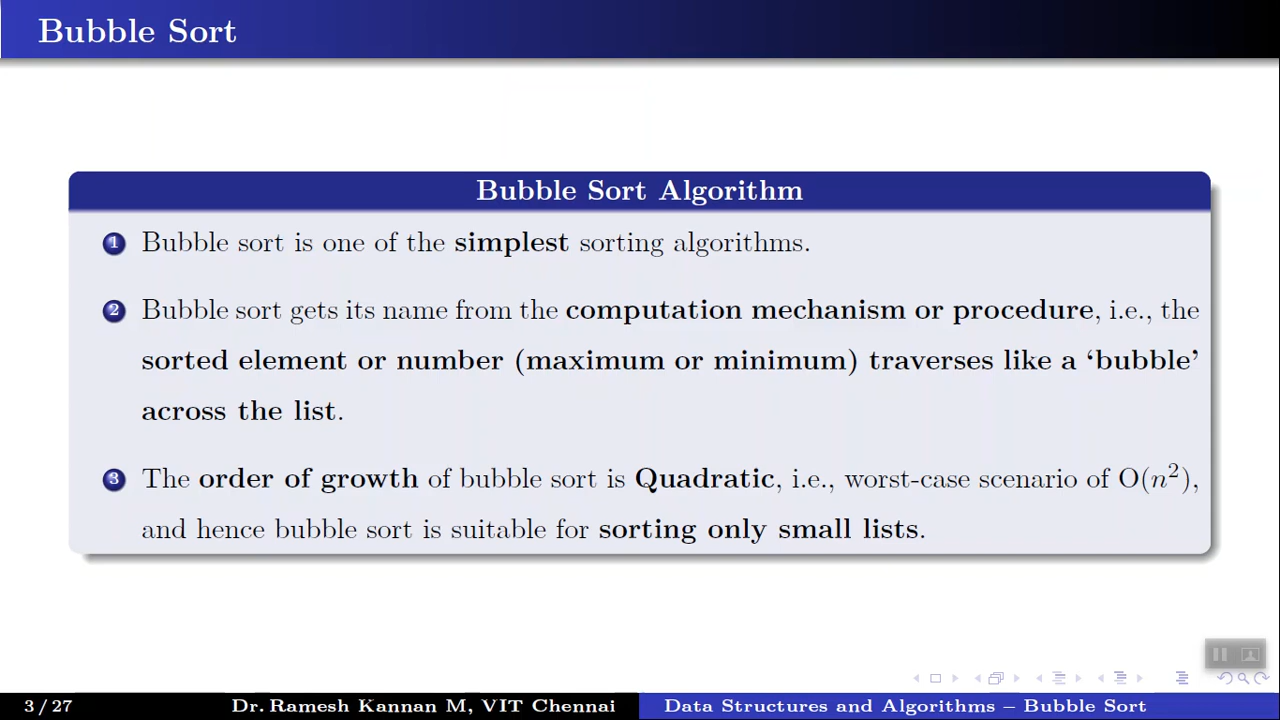 Bubble Sort
Bubble Sort Algorithm
1 Bubble sort is one of the simplest sorting algorithms.
2 Bubble sort gets its name from the computation mechanism or procedure, i.e., the
sorted element or number (maximum or minimum) traverses like a ‘bubble’
across the list.
3 The order of growth of bubble sort is Quadratic, i.e., worst-case scenario of O(n²),
and hence bubble sort is suitable for sorting only small lists.
3 / 27 Dr. Ramesh Kannan M, VIT Chennai Data Structures and Algorithms – Bubble Sort